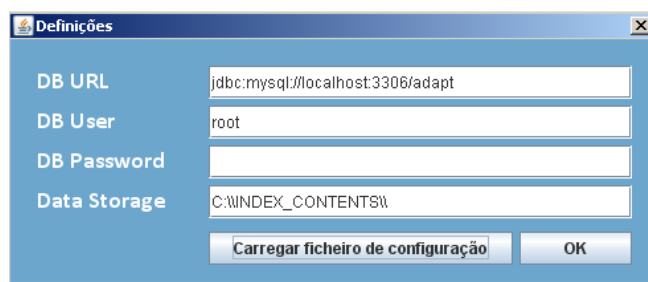 Definições
DB URL jdbc:mysql://localhost:3306/adapt
DB User root
DB Password
Data Storage C:\\INDEX_CONTENTS\\
Carregar ficheiro de configuração OK